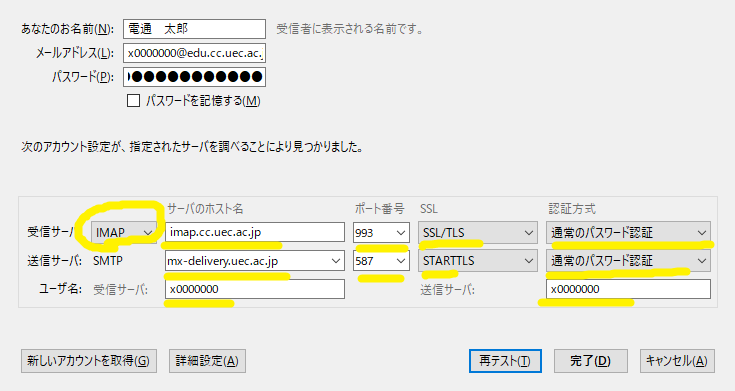 あなたのお名前(N): 電通　太郎 受信者に表示される名前です。
メールアドレス(L): x0000000@edu.cc.uec.ac.j
パスワード(P): ●●●●●●●●●●●●
パスワードを記憶する(M)
次のアカウント設定が、指定されたサーバを調べることにより見つかりました。
サーバのホスト名 ポート番号 SSL 認証方式
受信サーバ: IMAP imap.cc.uec.ac.jp 993 SSL/TLS 通常のパスワード認証
送信サーバ: SMTP mx-delivery.uec.ac.jp 587 STARTTLS 通常のパスワード認証
ユーザ名: 受信サーバ: x0000000 送信サーバ: x0000000
新しいアカウントを取得(G) 詳細設定(A) 再テスト(T) 完了(D) キャンセル(A)